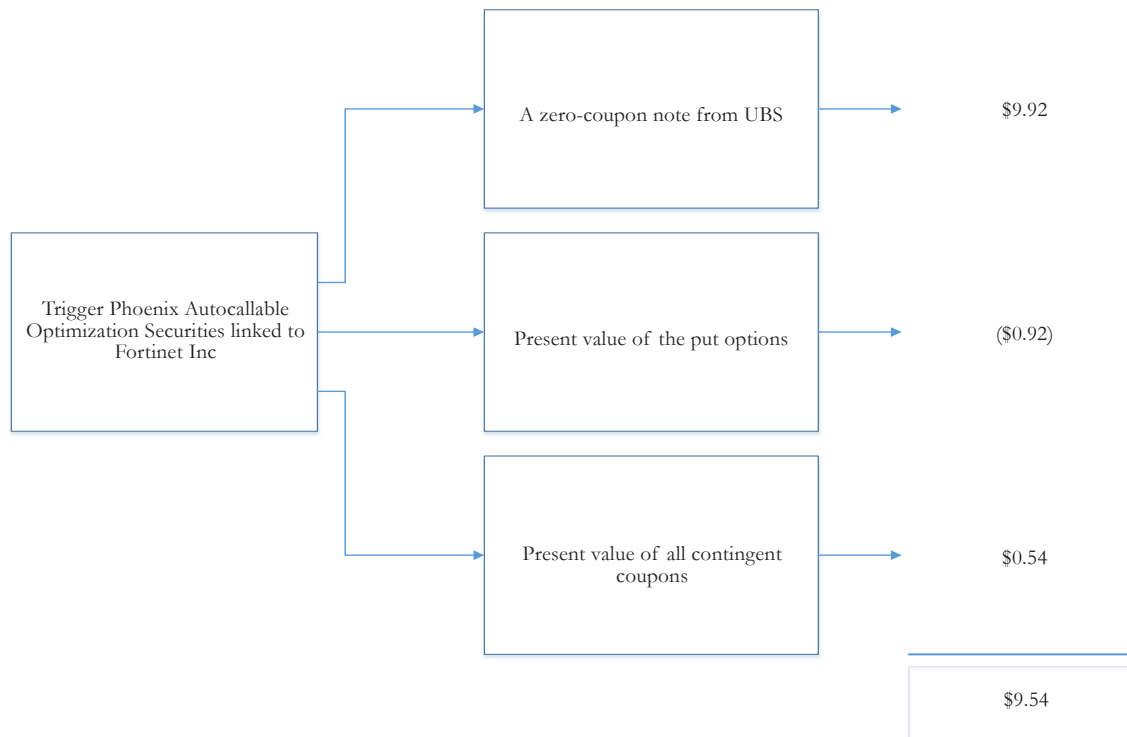 A zero-coupon note from UBS
$9.92
Trigger Phoenix Autocallable
Optimization Securities linked to
Fortinet Inc
Present value of the put options
($0.92)
Present value of all contingent
coupons
$0.54
$9.54